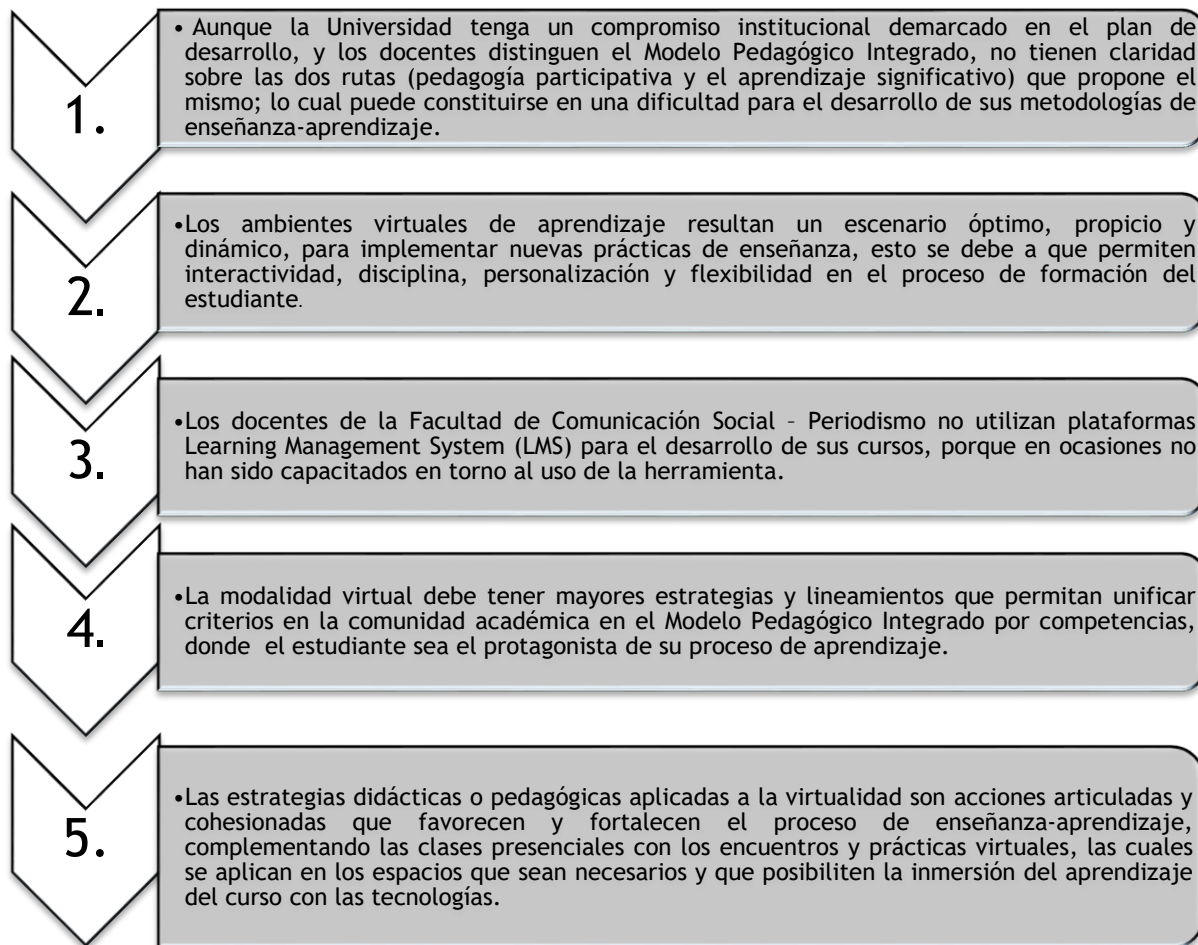 1.
• Aunque la Universidad tenga un compromiso institucional demarcado en el plan de
desarrollo, y los docentes distinguen el Modelo Pedagógico Integrado, no tienen claridad
sobre las dos rutas (pedagogía participativa y el aprendizaje significativo) que propone el
mismo; lo cual puede constituirse en una dificultad para el desarrollo de sus metodologías de
enseñanza-aprendizaje.
2.
•Los ambientes virtuales de aprendizaje resultan un escenario óptimo, propicio y
dinámico, para implementar nuevas prácticas de enseñanza, esto se debe a que permiten
interactividad, disciplina, personalización y flexibilidad en el proceso de formación del
estudiante.
3.
•Los docentes de la Facultad de Comunicación Social – Periodismo no utilizan plataformas
Learning Management System (LMS) para el desarrollo de sus cursos, porque en ocasiones no
han sido capacitados en torno al uso de la herramienta.
4.
•La modalidad virtual debe tener mayores estrategias y lineamientos que permitan unificar
criterios en la comunidad académica en el Modelo Pedagógico Integrado por competencias,
donde el estudiante sea el protagonista de su proceso de aprendizaje.
5.
•Las estrategias didácticas o pedagógicas aplicadas a la virtualidad son acciones articuladas y
cohesionadas que favorecen y fortalecen el proceso de enseñanza-aprendizaje,
complementando las clases presenciales con los encuentros y prácticas virtuales, las cuales
se aplican en los espacios que sean necesarios y que posibiliten la inmersión del aprendizaje
del curso con las tecnologías.